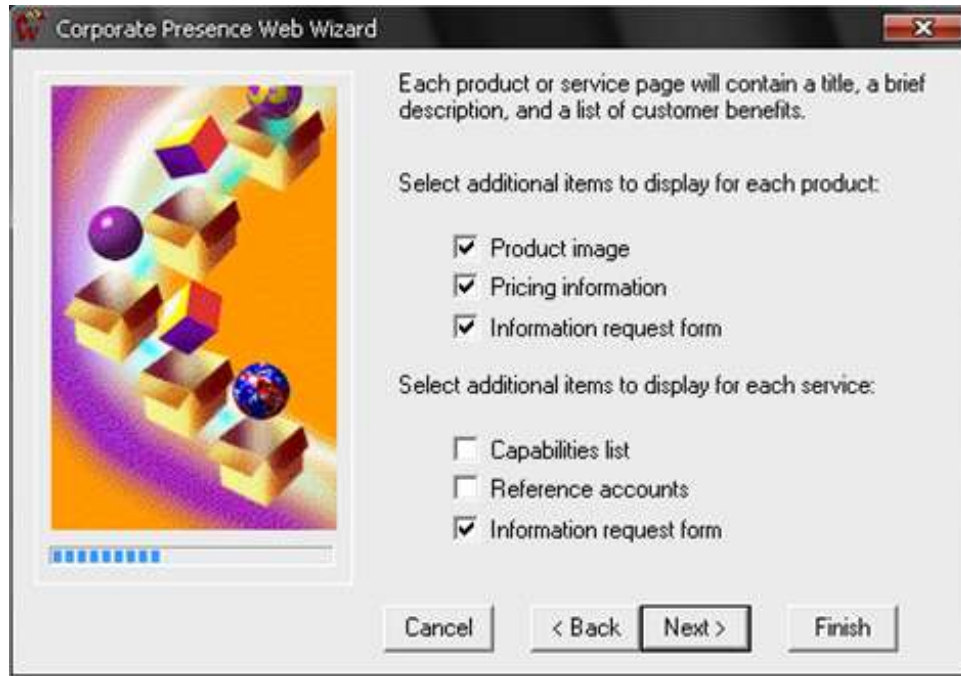 Corporate Presence Web Wizard
Each product or service page will contain a title, a brief
description, and a list of customer benefits.
Select additional items to display for each product:
Product image
Pricing information
Information request form
Select additional items to display for each service:
Capabilities list
Reference accounts
Information request form
Cancel
< Back
Next >
Finish